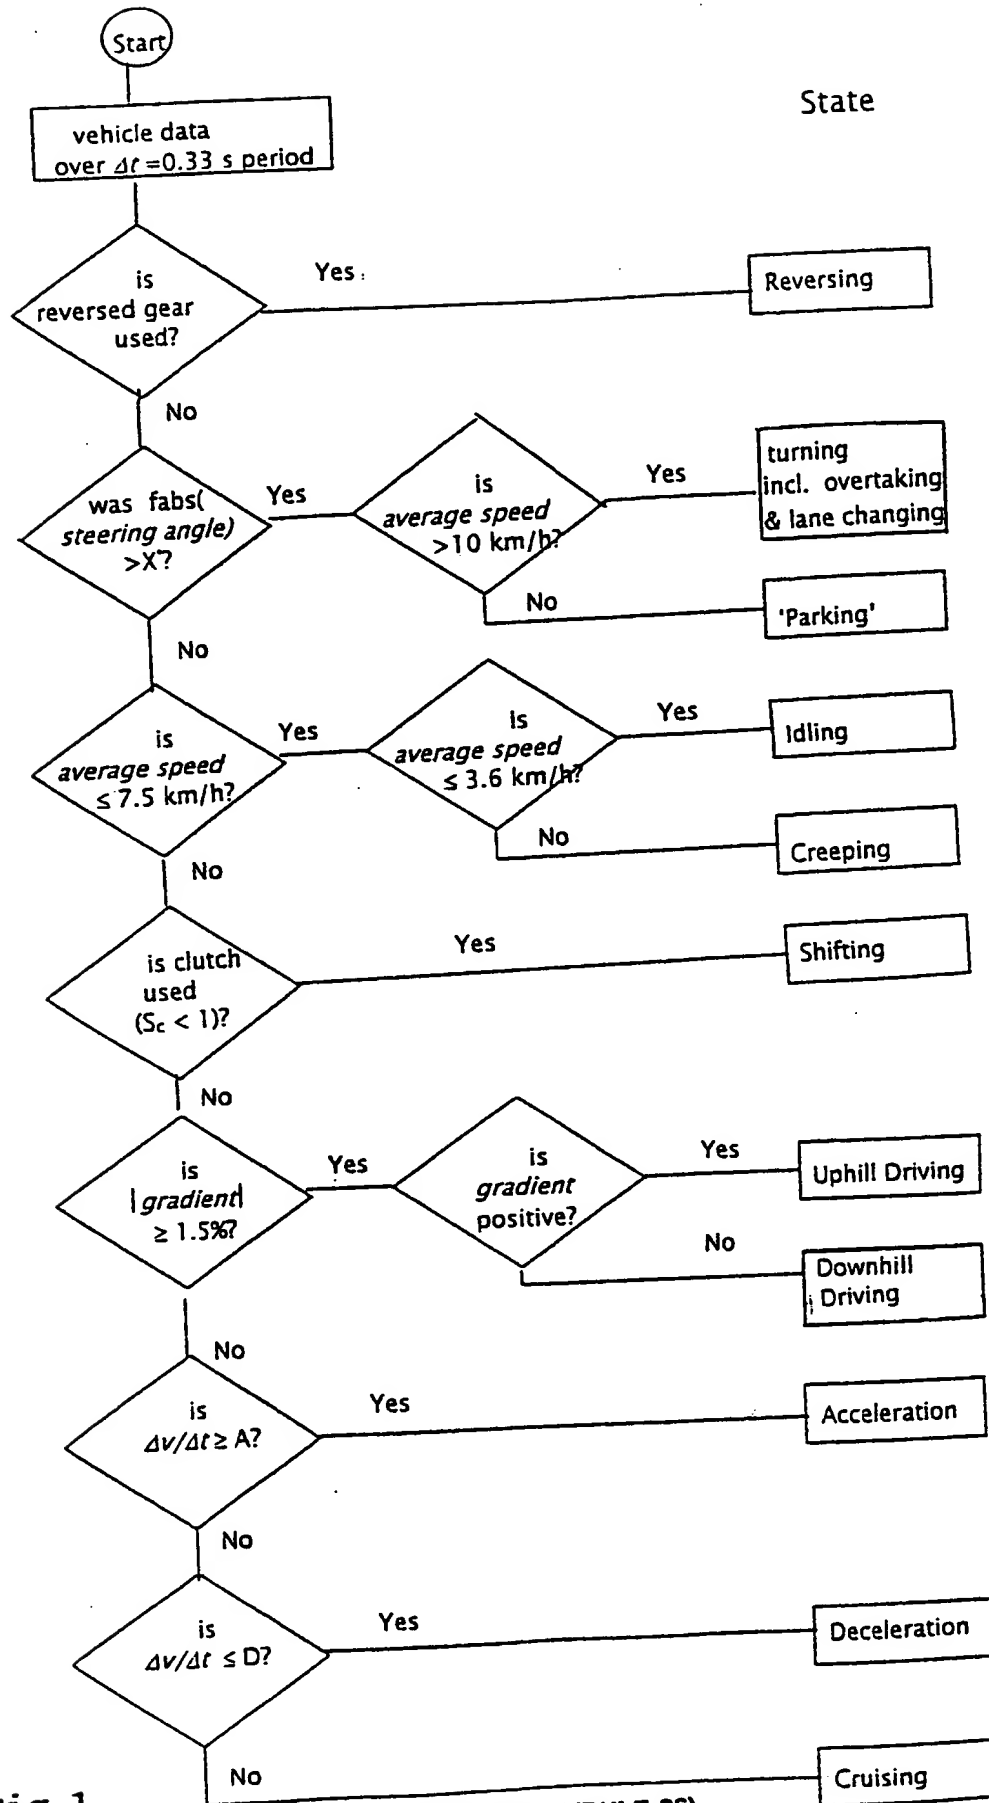 Start
State
vehicle data
over Δt =0.33 s period
is
reversed gear
used?
Yes
Reversing
No
was fabs(
steering angle)
>X?
Yes
is
average speed
>10 km/h?
Yes
turning
incl. overtaking
& lane changing
No
'Parking'
No
is
average speed
≤ 7.5 km/h?
Yes
is
average speed
≤ 3.6 km/h?
Yes
Idling
No
Creeping
No
is clutch
used
(Sc < 1)?
Yes
Shifting
No
is
|gradient|
≥ 1.5%?
Yes
is
gradient
positive?
Yes
Uphill Driving
No
Downhill
Driving
No
is
Δv/Δt ≥ A?
Yes
Acceleration
No
is
Δv/Δt ≤ D?
Yes
Deceleration
No
Cruising